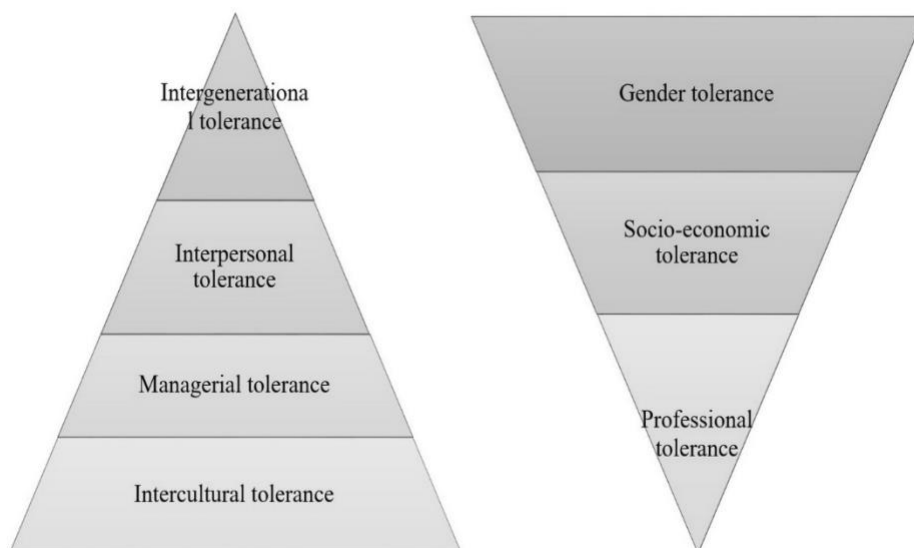 Intergenerationa
l tolerance
Interpersonal
tolerance
Managerial tolerance
Intercultural tolerance
Gender tolerance
Socio-economic
tolerance
Professional
tolerance